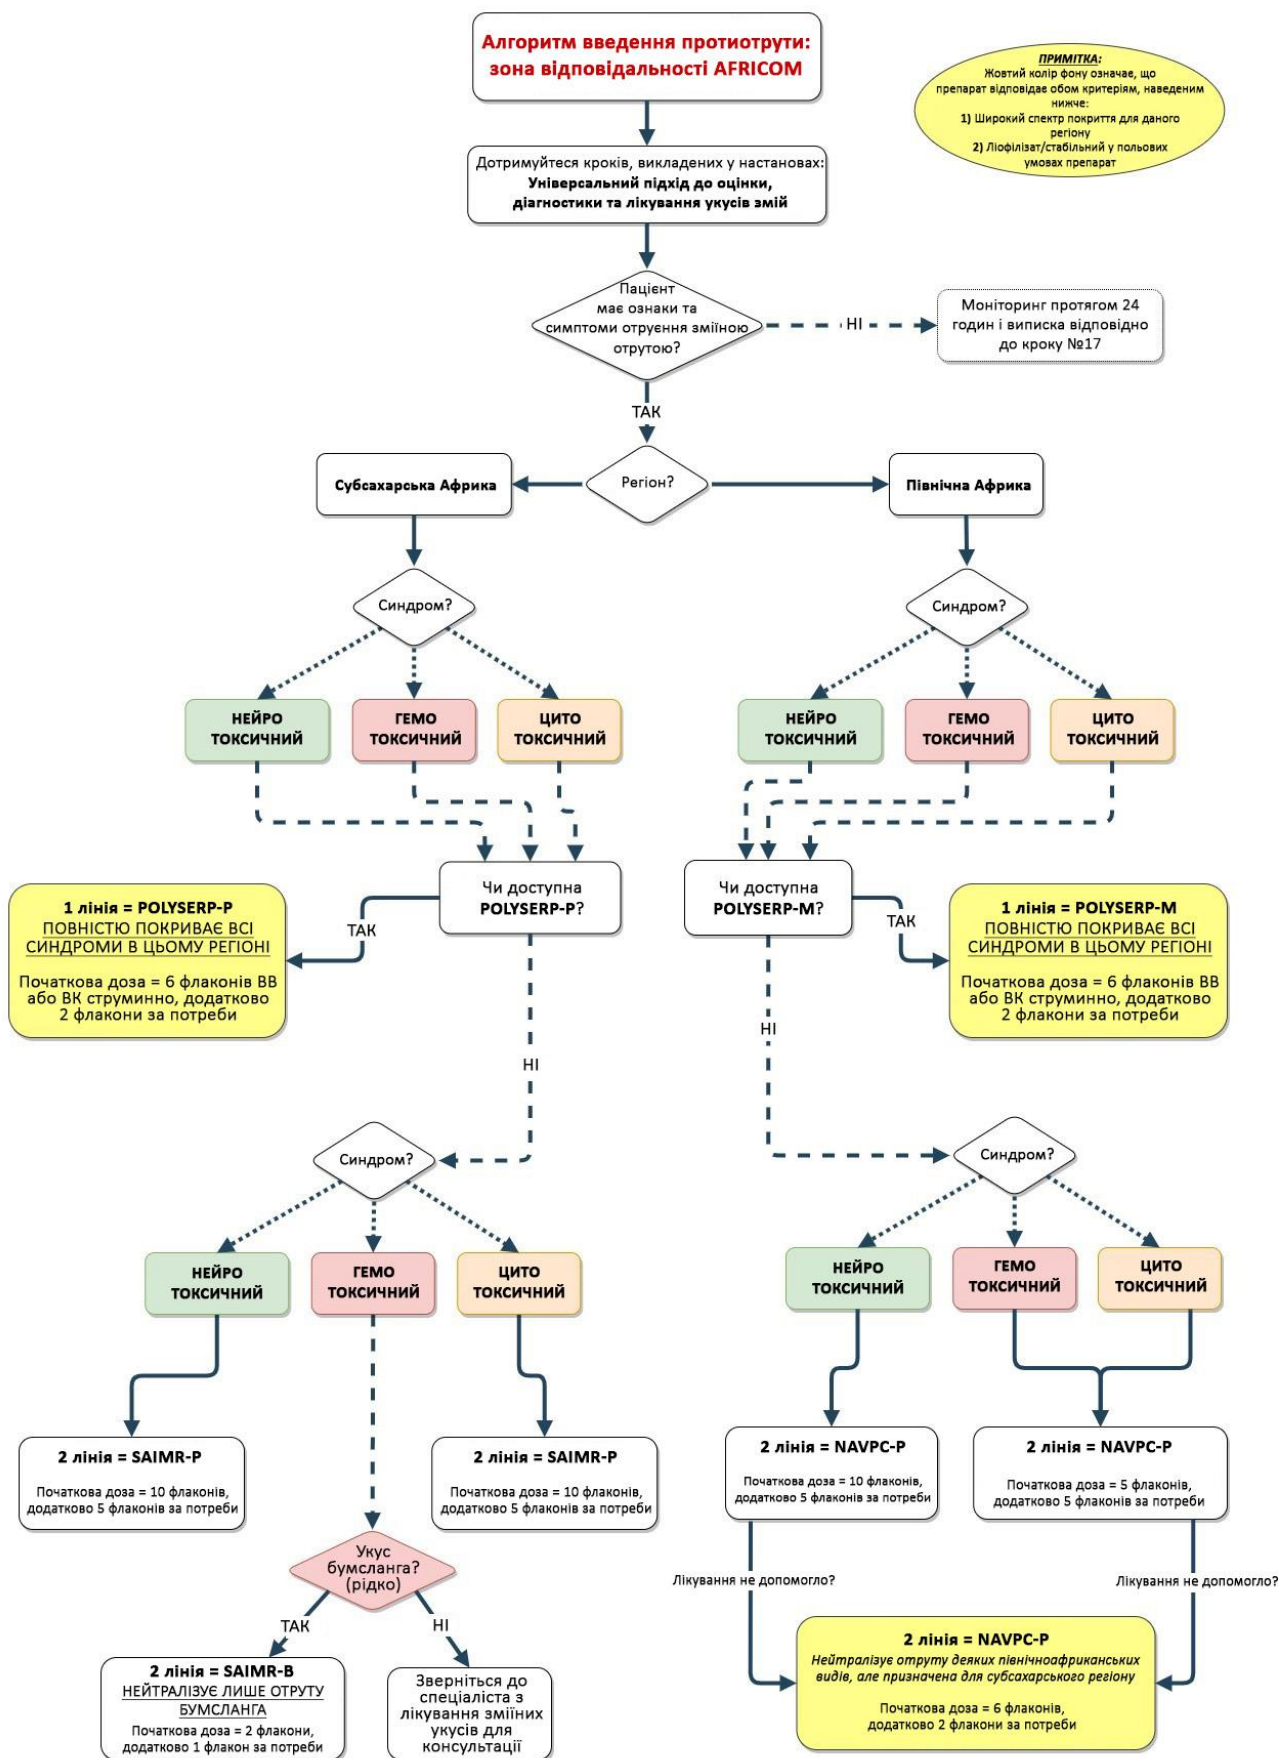 Алгоритм введення протиотрути:
зона відповідальності AFRICOM
ПРИМІТКА:
Жовтий колір фону означає, що
препарат відповідає обом критеріям, наведеним
нижче:
1) Широкий спектр покриття для даного
регіону
2) Ліофілізат/стабільний у польових
умовах препарат
Дотримуйтеся кроків, викладених у настановах:
Універсальний підхід до оцінки,
діагностики та лікування укусів змій
Пацієнт
має ознаки та
симптоми отруєння зміїною
отрутою?
НІ
Моніторинг протягом 24
годин і виписка відповідно
до кроку №17
ТАК
Субсахарська Африка
Регіон?
Північна Африка
Синдром?
Синдром?
НЕЙРО
ТОКСИЧНИЙ
ГЕМО
ТОКСИЧНИЙ
ЦИТО
ТОКСИЧНИЙ
НЕЙРО
ТОКСИЧНИЙ
ГЕМО
ТОКСИЧНИЙ
ЦИТО
ТОКСИЧНИЙ
Чи доступна
POLYSERP-P?
Чи доступна
POLYSERP-M?
ТАК
ТАК
1 лінія = POLYSERP-P
ПОВНІСТЮ ПОКРИВАЄ ВСІ
СИНДРОМИ В ЦЬОМУ РЕГІОНІ
Початкова доза = 6 флаконів ВВ
або ВК струминно, додатково
2 флакони за потреби
1 лінія = POLYSERP-M
ПОВНІСТЮ ПОКРИВАЄ ВСІ
СИНДРОМИ В ЦЬОМУ РЕГІОНІ
Початкова доза = 6 флаконів ВВ
або ВК струминно, додатково
2 флакони за потреби
НІ
НІ
Синдром?
Синдром?
НЕЙРО
ТОКСИЧНИЙ
ГЕМО
ТОКСИЧНИЙ
ЦИТО
ТОКСИЧНИЙ
НЕЙРО
ТОКСИЧНИЙ
ГЕМО
ТОКСИЧНИЙ
ЦИТО
ТОКСИЧНИЙ
2 лінія = SAIMR-P
Початкова доза = 10 флаконів,
додатково 5 флаконів за потреби
2 лінія = SAIMR-P
Початкова доза = 10 флаконів,
додатково 5 флаконів за потреби
2 лінія = NAVPC-P
Початкова доза = 10 флаконів,
додатково 5 флаконів за потреби
2 лінія = NAVPC-P
Початкова доза = 5 флаконів,
додатково 5 флаконів за потреби
Укус
бумсланга?
(рідко)
ТАК
НІ
Лікування не допомогло?
Лікування не допомогло?
2 лінія = SAIMR-B
НЕЙТРАЛІЗУЄ ЛИШЕ ОТРУТУ
БУМСЛАНГА
Початкова доза = 2 флакони,
додатково 1 флакон за потреби
Зверніться до
спеціаліста з
лікування зміїних
укусів для
консультації
2 лінія = NAVPC-P
Нейтралізує отруту деяких північноафриканських
видів, але призначена для субсахарського регіону
Початкова доза = 6 флаконів,
додатково 2 флакони за потреби